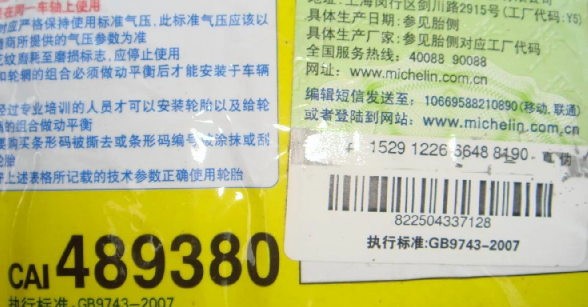 在同一车轴上使用
对应严格保持使用标准气压, 此标准气压应该以
商所提供的气压参数为准
花纹磨耗至磨损标志, 应停止使用
和轮辋的组合必须做动平衡后才能安装于车辆
经过专业培训的人员才可以安装轮胎以及给轮
的组合做动平衡
要购买条形码被撕去或条形码编号被涂抹或刮
胎
上述表格所记载的技术参数正确使用轮胎
CAI 489380
执行标准:GB9743-2007
地址:上海闵行区剑川路2915号(工厂代码:Y9
具体生产日期: 参见胎侧
具体生产厂家: 参见胎侧对应工厂代码
全国服务热线: 40088 90088
网址: www.michelin.com.cn
编辑短信发送至: 10669588210890(移动, 联通)
或者登陆到网站: www.michelin.com.cn
1529 1226 5648 8190
822504337128
执行标准:GB9743-2007